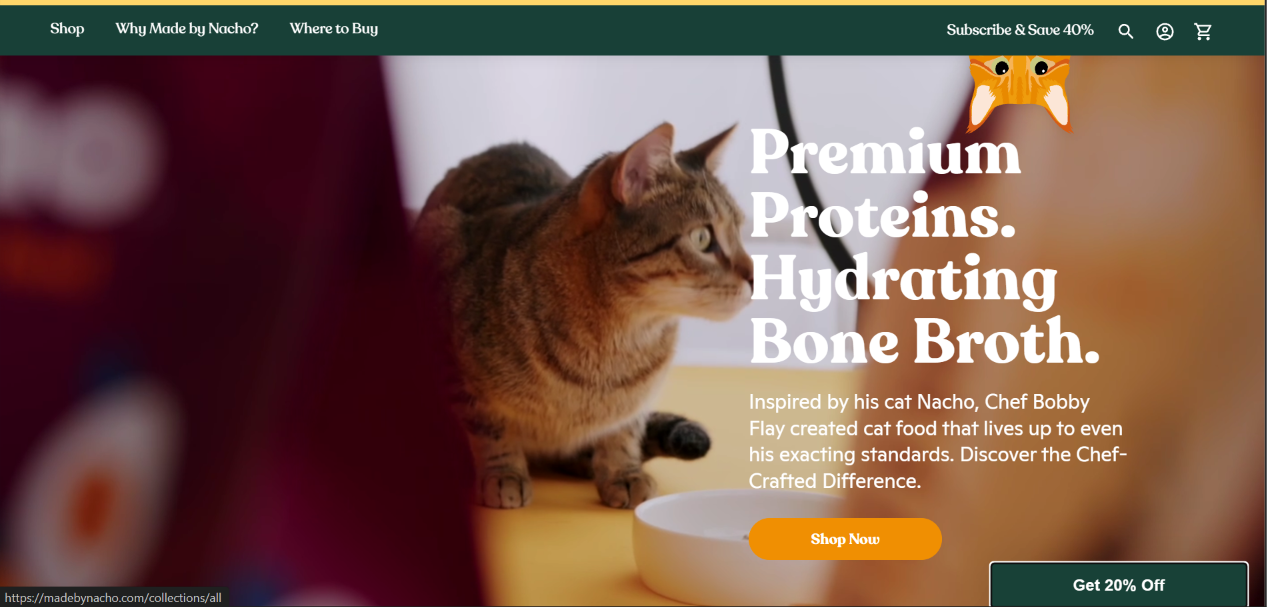 Shop
Why Made by Nacho?
Where to Buy
Subscribe & Save 40%
Premium
Proteins.
Hydrating
Bone Broth.
Inspired by his cat Nacho, Chef Bobby
Flay created cat food that lives up to even
his exacting standards. Discover the Chef-
Crafted Difference.
Shop Now
Get 20% Off
https://madebynacho.com/collections/all